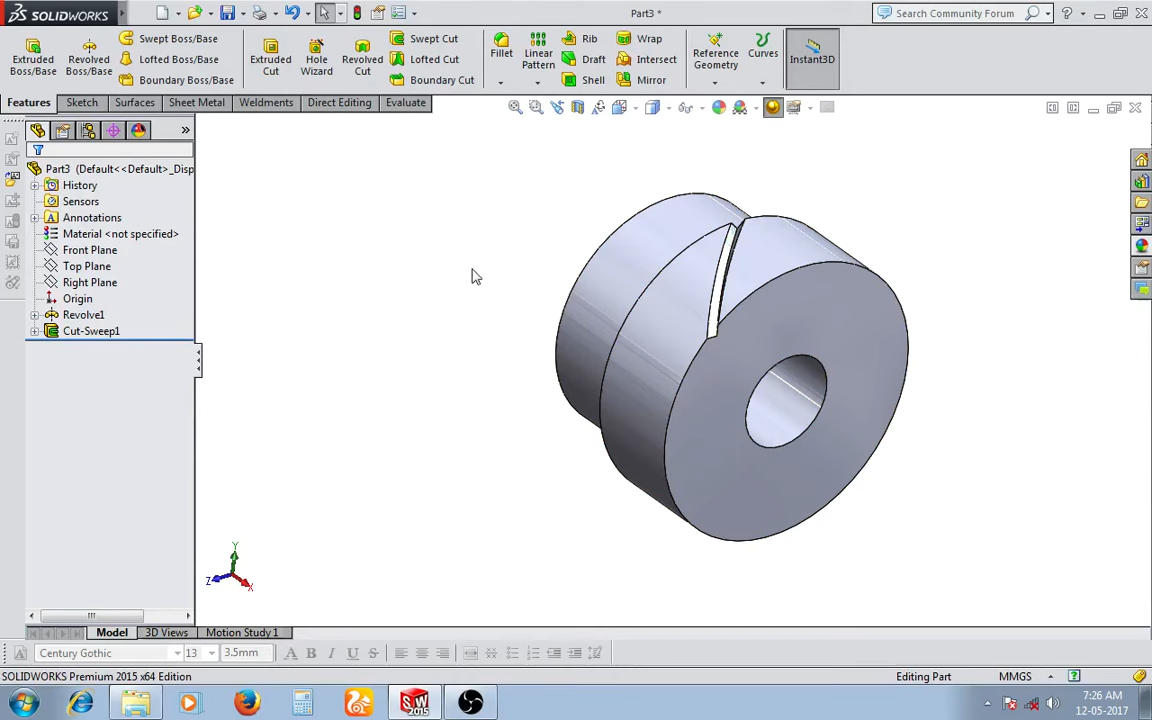 SOLIDWORKS
Part3 *
Search Community Forum
Extruded Boss/Base
Revolved Boss/Base
Swept Boss/Base
Lofted Boss/Base
Boundary Boss/Base
Extruded Cut
Hole Wizard
Revolved Cut
Swept Cut
Lofted Cut
Boundary Cut
Fillet
Linear Pattern
Rib
Draft
Shell
Wrap
Intersect
Mirror
Reference Geometry
Curves
Instant3D
Features Sketch Surfaces Sheet Metal Weldments Direct Editing Evaluate
Part3 (Default<<Default>_Disp
History
Sensors
Annotations
Material <not specified>
Front Plane
Top Plane
Right Plane
Origin
Revolve1
Cut-Sweep1
Y
Z
X
Model 3D Views Motion Study 1
Century Gothic 13 3.5mm
SOLIDWORKS Premium 2015 x64 Edition Editing Part MMGS
7:26 AM
12-05-2017